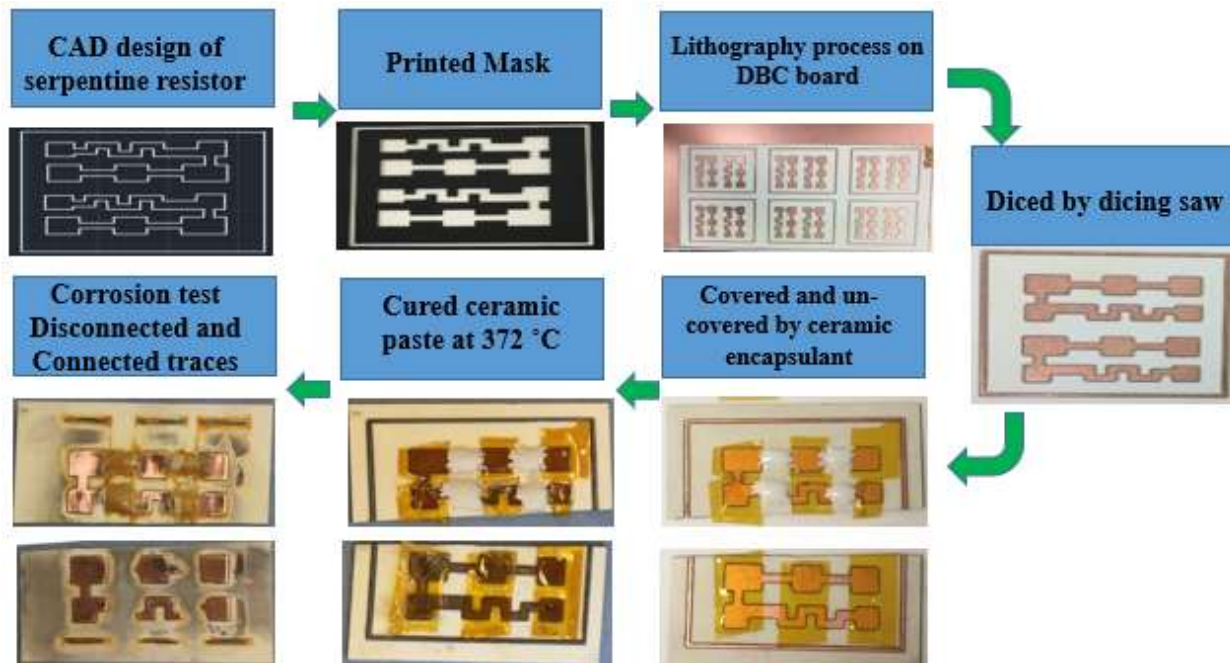 CAD design of
serpentine resistor
Printed Mask
Lithography process on
DBC board
Diced by dicing saw
Covered and un-
covered by ceramic
encapsulant
Cured ceramic
paste at 372 °C
Corrosion test
Disconnected and
Connected traces